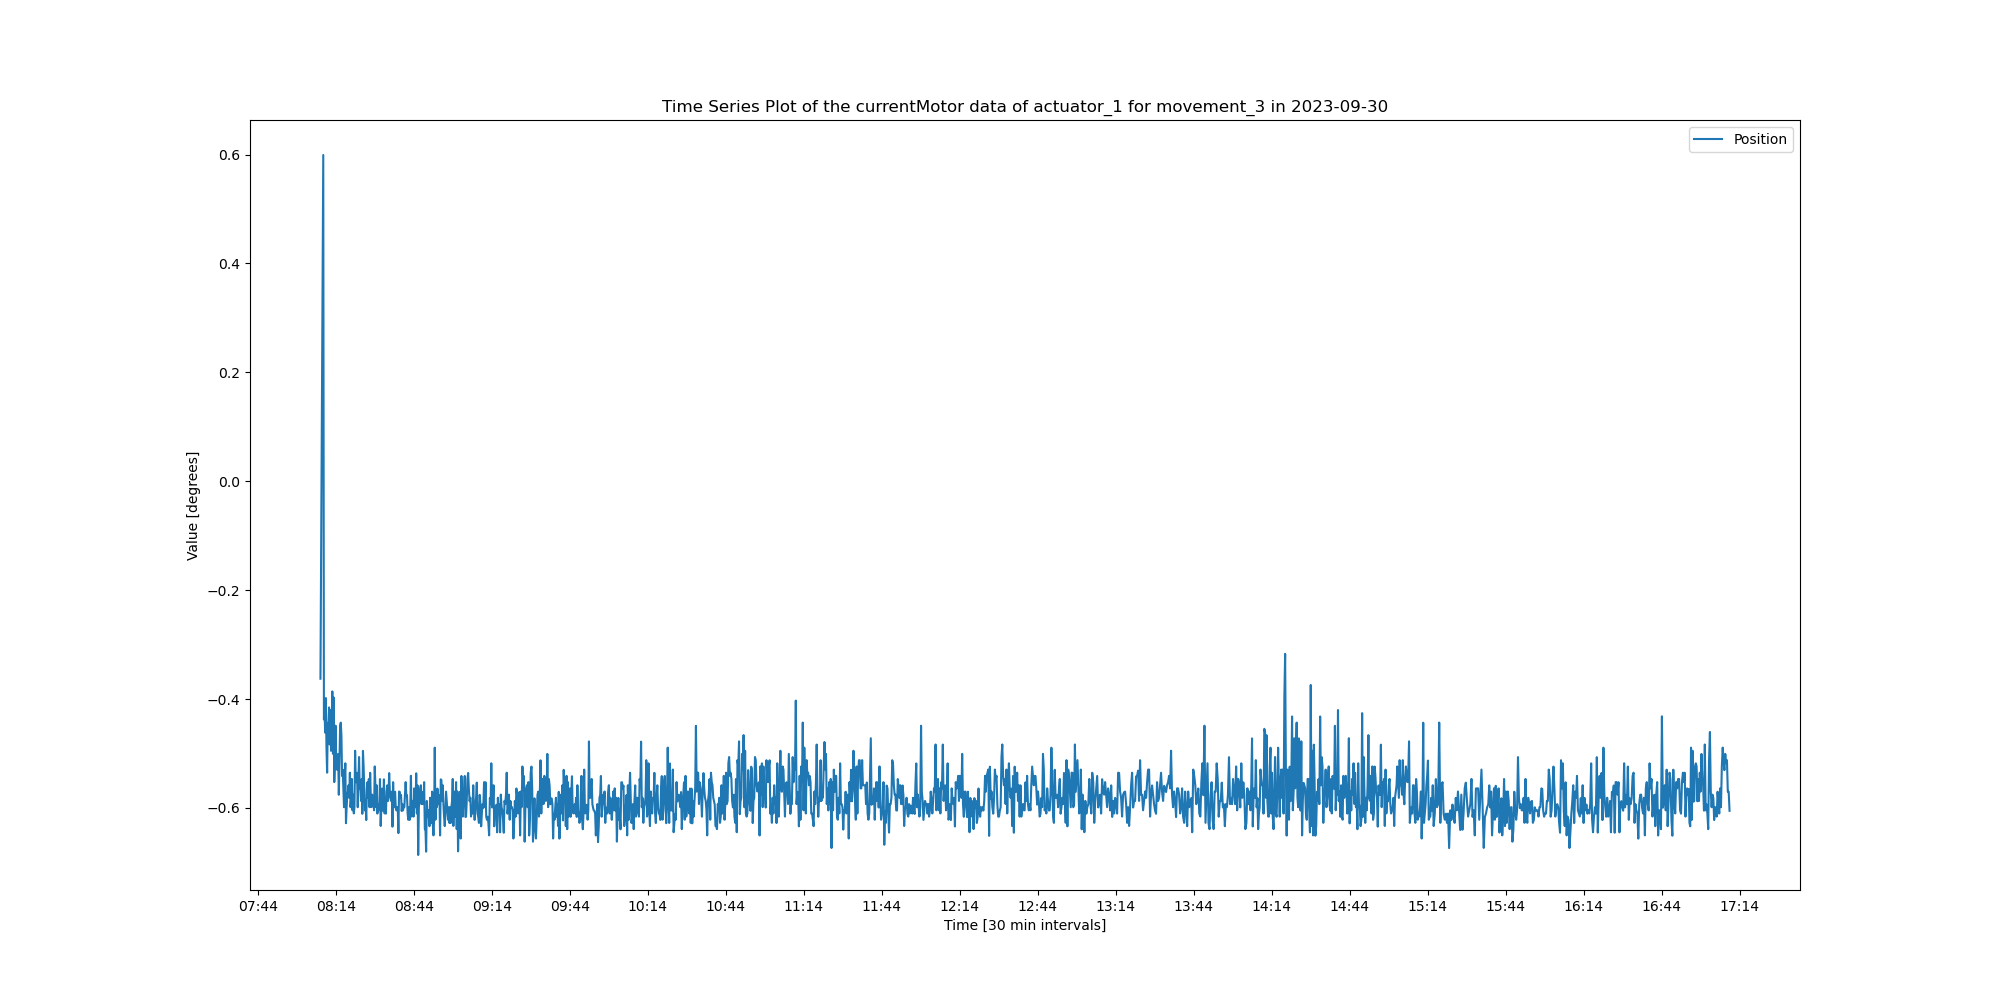 Time Series Plot of the currentMotor data of actuator_1 for movement_3 in 2023-09-30
Position
0.6
0.4
0.2
0.0
−0.2
−0.4
−0.6
Value [degrees]
07:44 08:14 08:44 09:14 09:44 10:14 10:44 11:14 11:44 12:14 12:44 13:14 13:44 14:14 14:44 15:14 15:44 16:14 16:44 17:14
Time [30 min intervals]